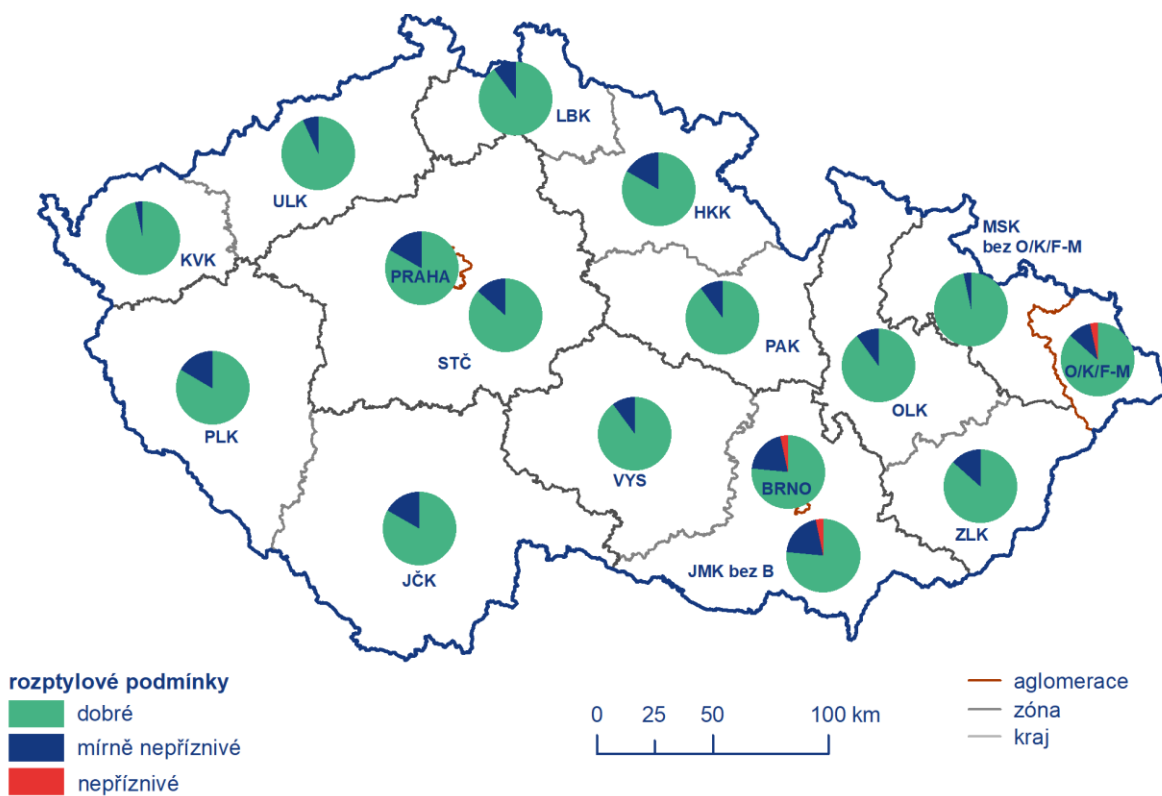 LBK
ULK
HKK
KVK
MSK
bez O/K/F-M
PRAHA
STČ
PAK
O/K/F-M
OLK
PLK
VYS
BRNO
ZLK
JČK
JMK bez B
rozptylové podmínky
dobré
mírně nepříznivé
nepříznivé
0 25 50 100 km
aglomerace
zóna
kraj